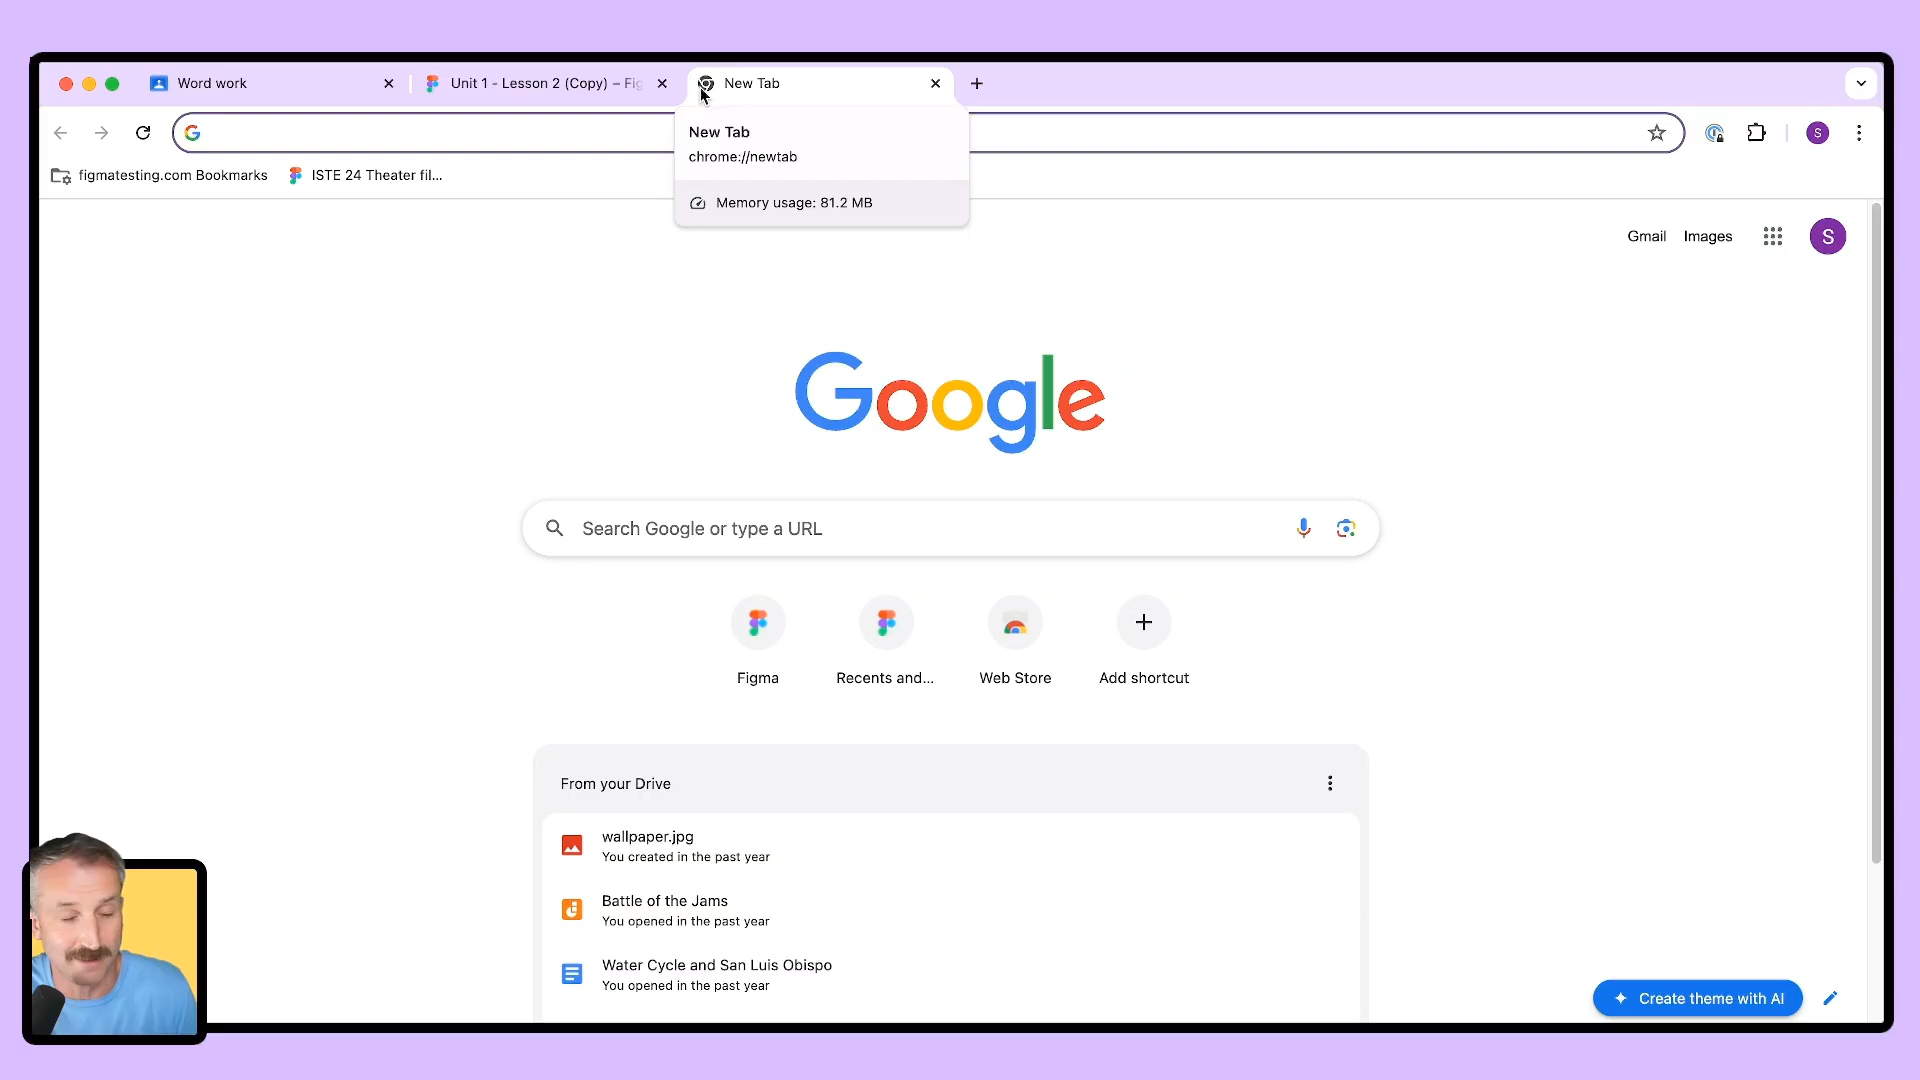 Word work
Unit 1 - Lesson 2 (Copy) – Fig
New Tab
New Tab
chrome://newtab
Memory usage: 81.2 MB
S
figmatesting.com Bookmarks
ISTE 24 Theater fil...
Gmail
Images
S
Google
Search Google or type a URL
Figma
Recents and...
Web Store
Add shortcut
From your Drive
wallpaper.jpg
You created in the past year
Battle of the Jams
You opened in the past year
Water Cycle and San Luis Obispo
You opened in the past year
Create theme with AI